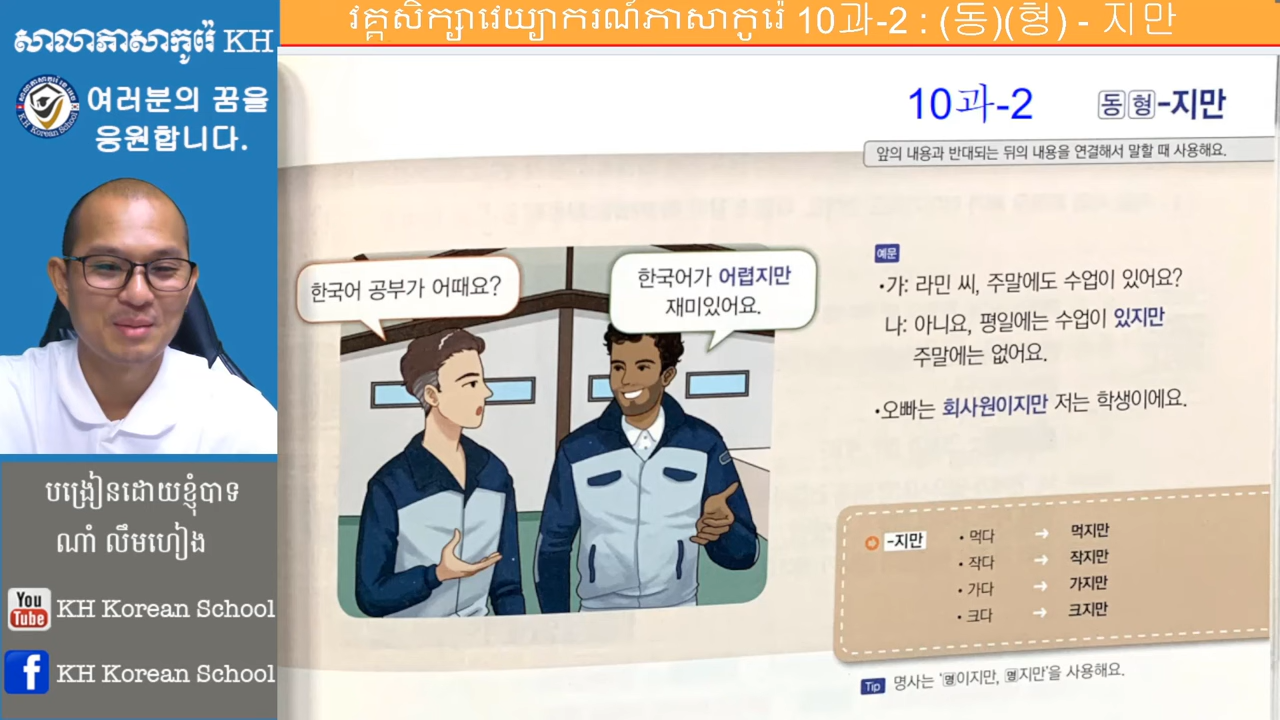 វគ្គសិក្សាវេយ្យាករណ៍ភាសាកូរ៉េ 10과-2 : (동)(형) - 지만
សាលាភាសាកូរ៉េ KH
여러분의 꿈을
응원합니다.
បង្រៀនដោយខ្ញុំបាទ
ណាំ លឹមហៀង
You
Tube
KH Korean School
f
KH Korean School
10과-2
동 형 -지만
앞의 내용과 반대되는 뒤의 내용을 연결해서 말할 때 사용해요.
한국어 공부가 어때요?
한국어가 어렵지만
재미있어요.
예문
•가: 라민 씨, 주말에도 수업이 있어요?
나: 아니요, 평일에는 수업이 있지만
주말에는 없어요.
•오빠는 회사원이지만 저는 학생이에요.
-지만
•먹다 → 먹지만
•작다 → 작지만
•가다 → 가지만
•크다 → 크지만
Tip 명사는 '명이지만, 명지만'을 사용해요.